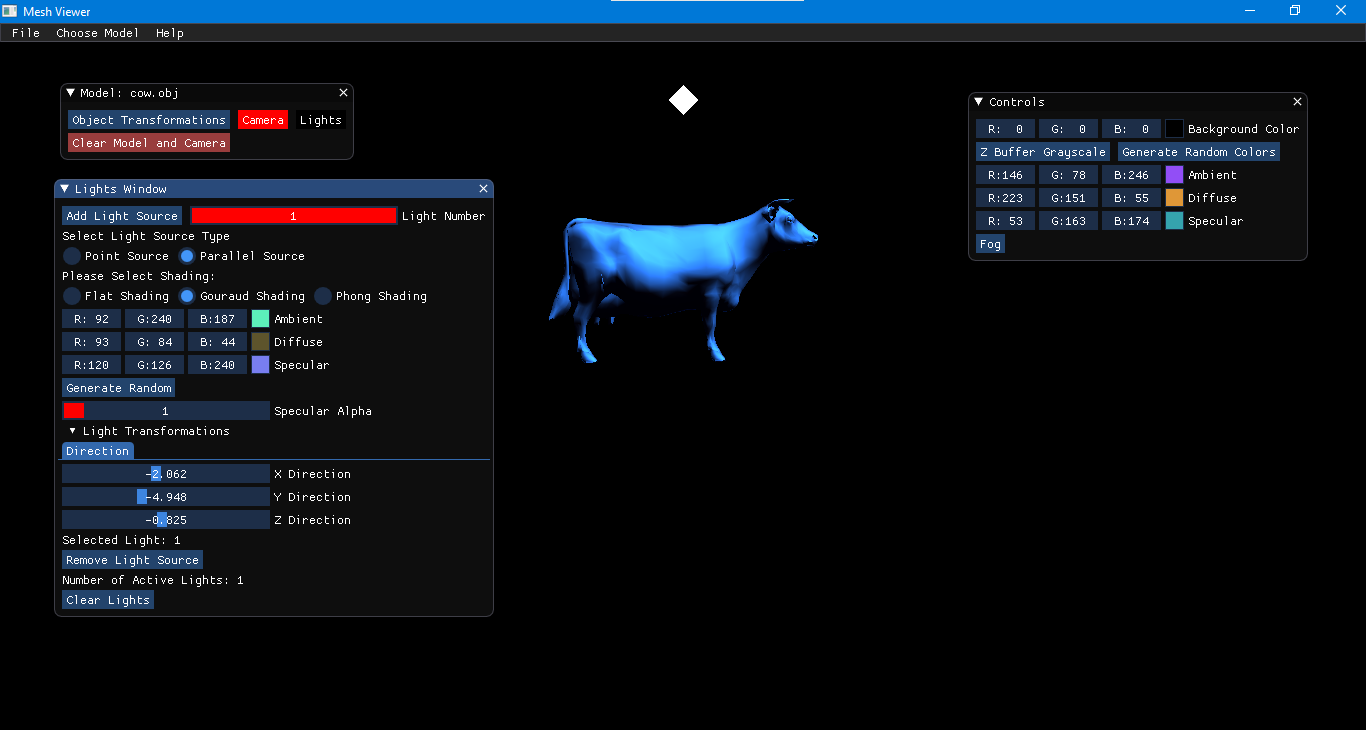 Mesh Viewer
File Choose Model Help
Model: cow.obj
Object Transformations Camera Lights
Clear Model and Camera
Lights Window
Add Light Source 1 Light Number
Select Light Source Type
Point Source Parallel Source
Please Select Shading:
Flat Shading Gouraud Shading Phong Shading
R: 92 G:240 B:187 Ambient
R: 93 G: 84 B: 44 Diffuse
R:120 G:126 B:240 Specular
Generate Random
1 Specular Alpha
Light Transformations
Direction
-2.062 X Direction
-4.948 Y Direction
-0.825 Z Direction
Selected Light: 1
Remove Light Source
Number of Active Lights: 1
Clear Lights
Controls
R: 0 G: 0 B: 0 Background Color
Z Buffer Grayscale Generate Random Colors
R:146 G: 78 B:246 Ambient
R:223 G:151 B: 55 Diffuse
R: 53 G:163 B:174 Specular
Fog